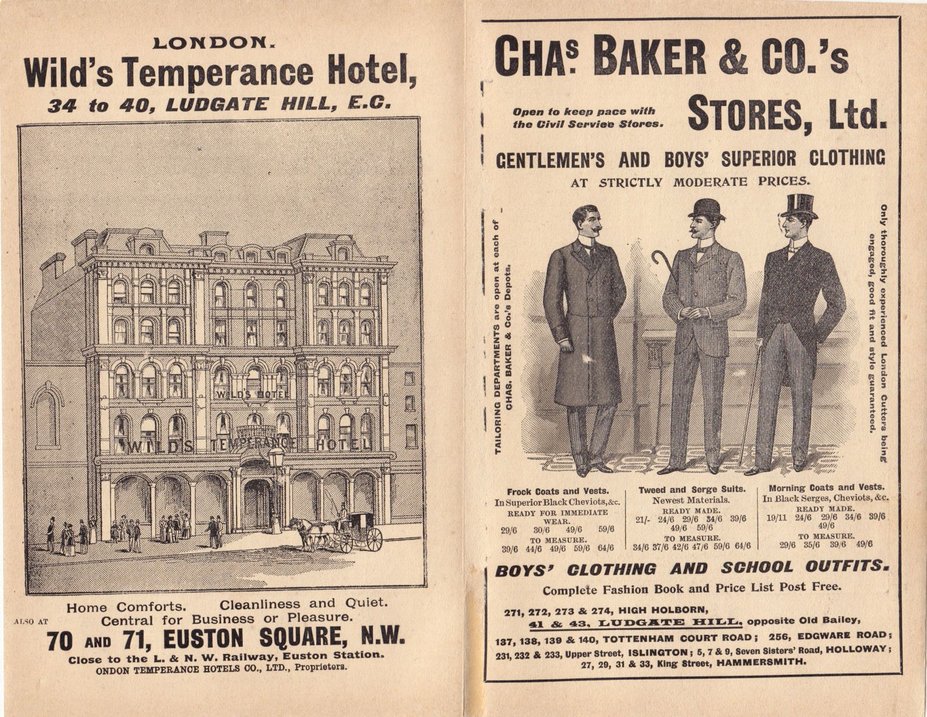 LONDON.
Wild's Temperance Hotel,
34 to 40, LUDGATE HILL, E.C.
WILD'S HOTEL
WILD'S TEMPERANCE HOTEL
Home Comforts. Cleanliness and Quiet.
Central for Business or Pleasure.
ALSO AT
70 AND 71, EUSTON SQUARE, N.W.
Close to the L. & N. W. Railway, Euston Station.
ONDON TEMPERANCE HOTELS CO., LTD., Proprietors.
CHAS. BAKER & CO.'s
Open to keep pace with
the Civil Service Stores.
STORES, Ltd.
GENTLEMEN'S AND BOYS' SUPERIOR CLOTHING
AT STRICTLY MODERATE PRICES.
TAILORING DEPARTMENTS are open at each of
CHAS. BAKER & Co.'s Depots.
Only thoroughly experienced London Cutters being
engaged, good fit and style guaranteed.
Frock Coats and Vests.
In Superior Black Cheviots, &c.
READY FOR IMMEDIATE
WEAR.
29/6 30/6 49/6 59/6
TO MEASURE.
39/6 44/6 49/6 59/6 64/6
Tweed and Serge Suits.
Newest Materials.
READY MADE.
21/- 24/6 29/6 34/6 39/6
49/6 59/6
TO MEASURE.
34/6 37/6 42/6 47/6 59/6 64/6
Morning Coats and Vests.
In Black Serges, Cheviots, &c.
READY MADE.
19/11 24/6 29/6 34/6 39/6
49/6
TO MEASURE.
29/6 35/6 39/6 49/6
BOYS' CLOTHING AND SCHOOL OUTFITS.
Complete Fashion Book and Price List Post Free.
271, 272, 273 & 274, HIGH HOLBORN,
41 & 43, LUDGATE HILL, opposite Old Bailey,
137, 138, 139 & 140, TOTTENHAM COURT ROAD; 256, EDGWARE ROAD;
231, 232 & 233, Upper Street, ISLINGTON; 5, 7 & 9, Seven Sisters' Road, HOLLOWAY;
27, 29, 31 & 33, King Street, HAMMERSMITH.